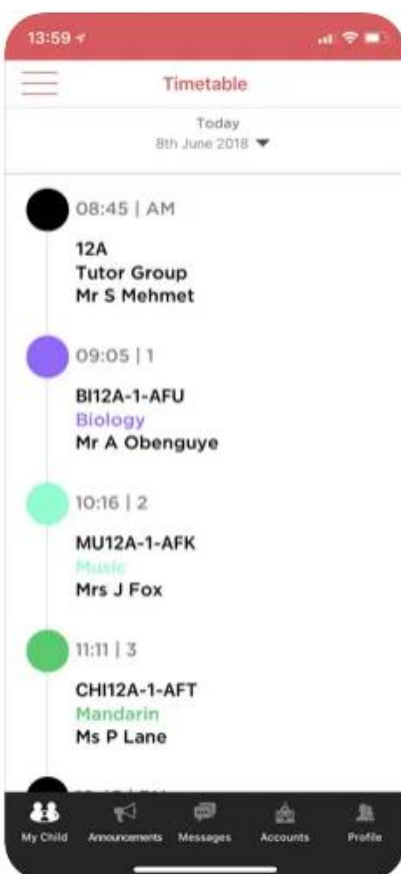 13:59
Timetable
Today
8th June 2018
08:45 | AM
12A
Tutor Group
Mr S Mehmet
09:05 | 1
BI12A-1-AFU
Biology
Mr A Obenguye
10:16 | 2
MU12A-1-AFK
Music
Mrs J Fox
11:11 | 3
CHI12A-1-AFT
Mandarin
Ms P Lane
My Child Announcements Messages Accounts Profile